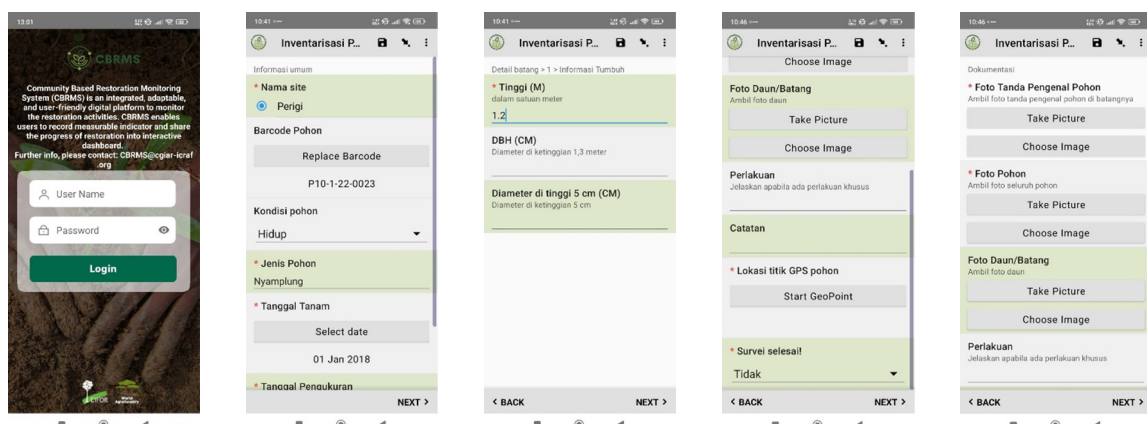 13:01
CBRMS
Community Based Restoration Monitoring
System (CBRMS) is an integrated, adaptable,
and user-friendly digital platform to monitor
the restoration activities. CBRMS enables
users to record measurable indicator and share
the progress of restoration into interactive
dashboard.
Further info, please contact: CBRMS@cgiar-icraf
.org
User Name
Password
Login
CIFOR
World
Agroforestry
10:41
Inventarisasi P...
Informasi umum
* Nama site
Perigi
Barcode Pohon
Replace Barcode
P10-1-22-0023
Kondisi pohon
Hidup
* Jenis Pohon
Nyamplung
* Tanggal Tanam
Select date
01 Jan 2018
* Tanggal Pengukuran
NEXT >
10:41
Inventarisasi P...
Detail batang > 1 > Informasi Tumbuh
* Tinggi (M)
dalam satuan meter
1.2
DBH (CM)
Diameter di ketinggian 1,3 meter
Diameter di tinggi 5 cm (CM)
Diameter di ketinggian 5 cm
< BACK NEXT >
10:46
Inventarisasi P...
Choose Image
Foto Daun/Batang
Ambil foto daun
Take Picture
Choose Image
Perlakuan
Jelaskan apabila ada perlakuan khusus
Catatan
* Lokasi titik GPS pohon
Start GeoPoint
* Survei selesai!
Tidak
< BACK NEXT >
10:46
Inventarisasi P...
Dokumentasi
* Foto Tanda Pengenal Pohon
Ambil foto tanda pengenal pohon di batangnya
Take Picture
Choose Image
* Foto Pohon
Ambil foto seluruh pohon
Take Picture
Choose Image
Foto Daun/Batang
Ambil foto daun
Take Picture
Choose Image
Perlakuan
Jelaskan apabila ada perlakuan khusus
< BACK NEXT >